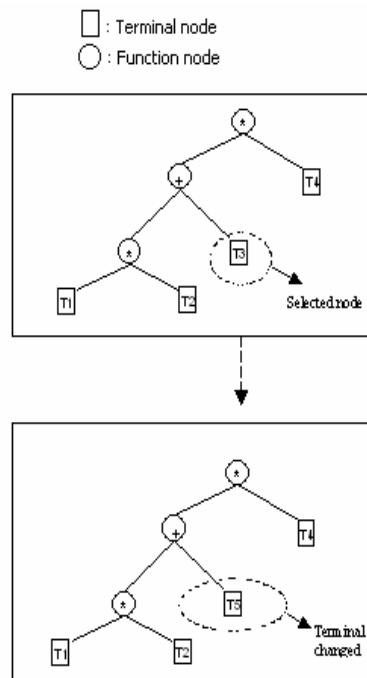 : Terminal node
: Function node
*
+
T4
*
T3
T1
T2
Selected node
*
+
T4
*
T5
T1
T2
Terminal
changed